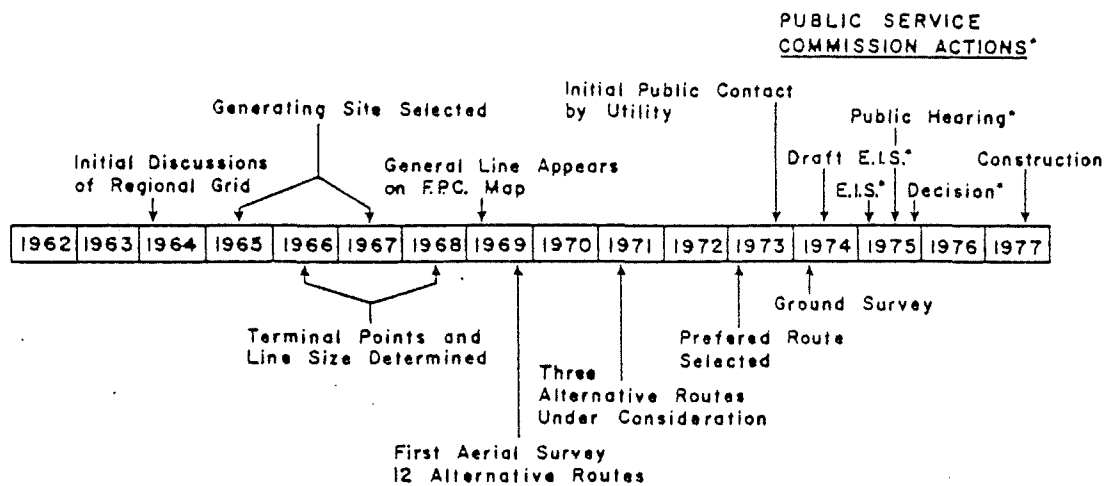 PUBLIC SERVICE
COMMISSION ACTIONS*
Initial Public Contact
by Utility
Generating Site Selected
Public Hearing*
Initial Discussions
of Regional Grid
General Line Appears
on F.P.C. Map
Draft E.I.S.*
Construction
E.I.S.*
Decision*
1962 1963 1964 1965 1966 1967 1968 1969 1970 1971 1972 1973 1974 1975 1976 1977
Ground Survey
Terminal Points and
Line Size Determined
Prefered Route
Selected
Three
Alternative Routes
Under Consideration
First Aerial Survey
12 Alternative Routes